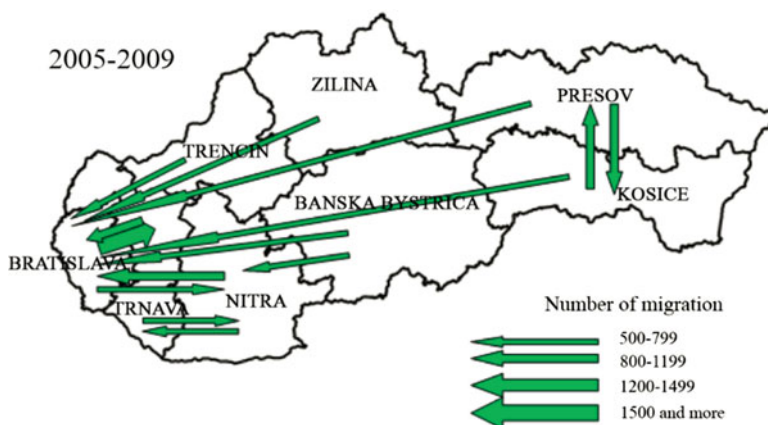 2005-2009
ZILINA
PRESOV
TRENCIN
KOSICE
BANSKA BYSTRICA
BRATYSLAVA
TRNAVA
NITRA
Number of migration
500-799
800-1199
1200-1499
1500 and more